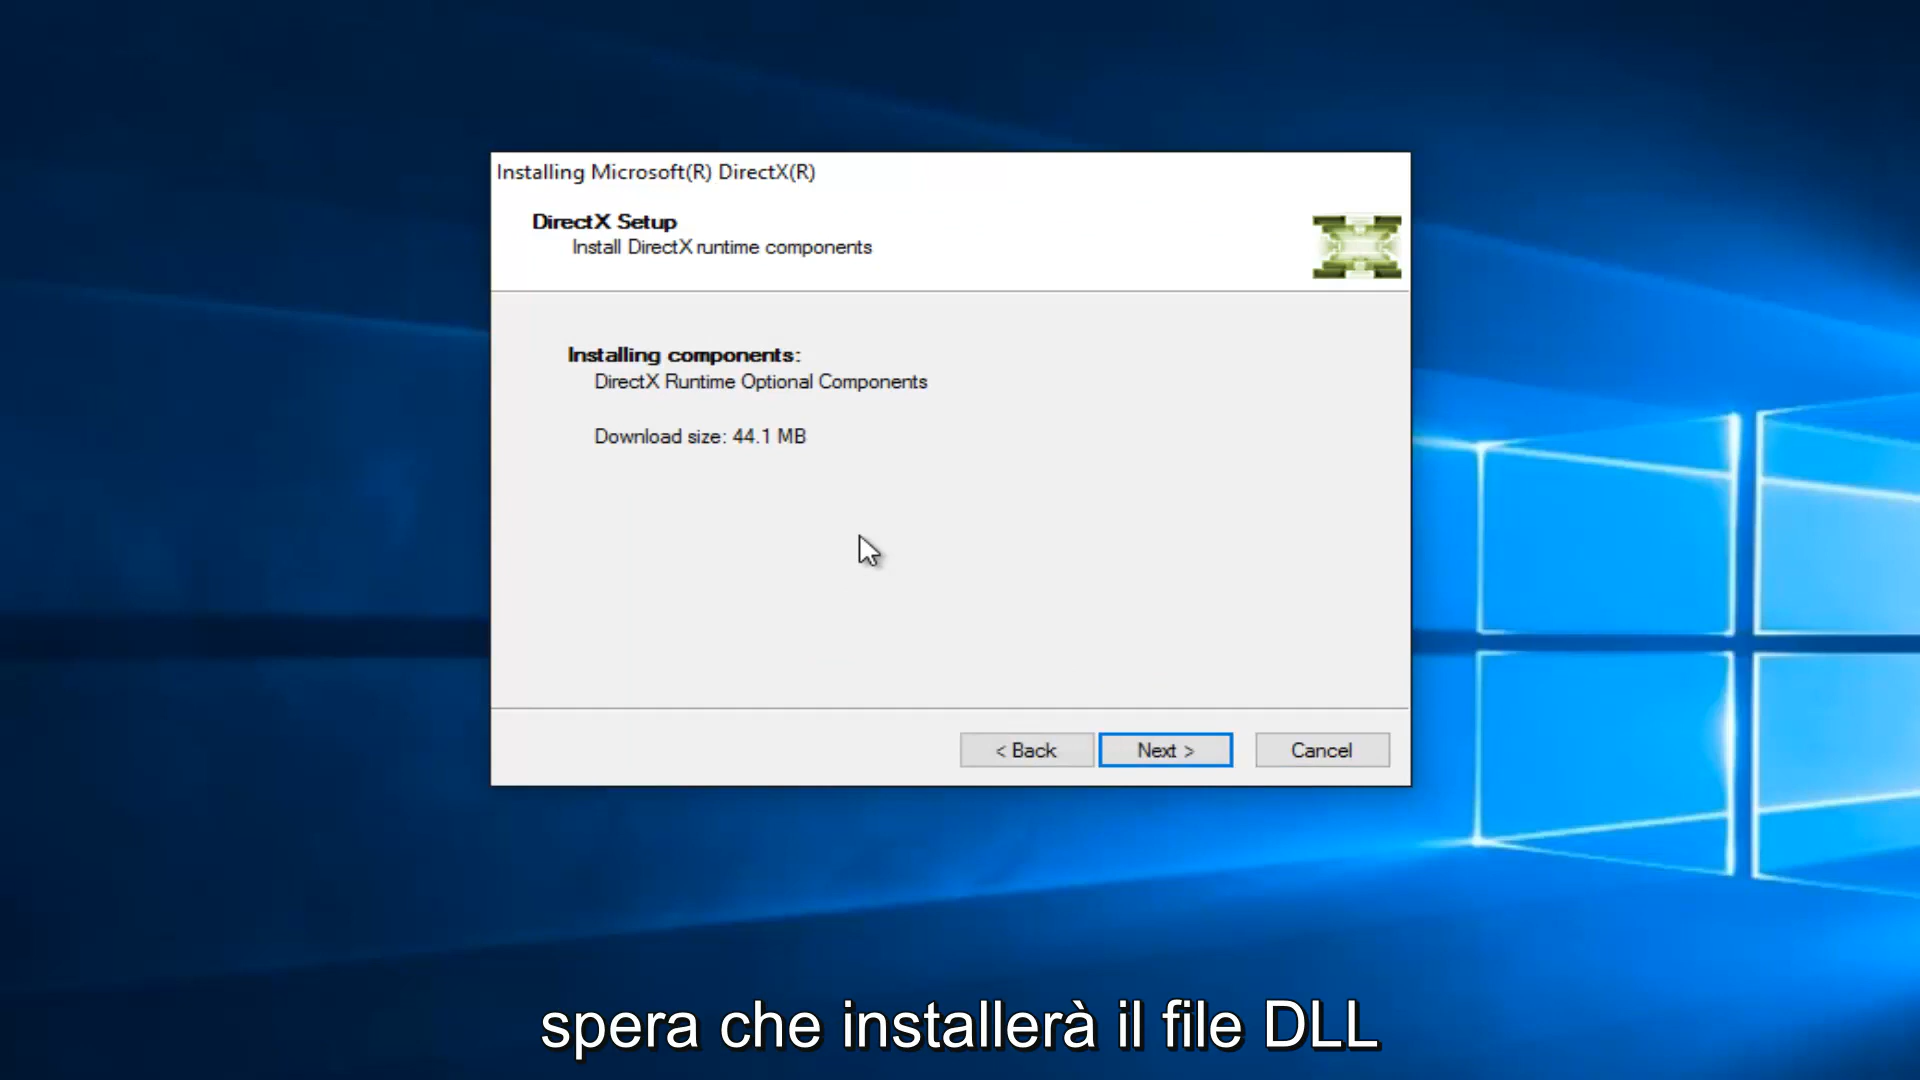 Installing Microsoft(R) DirectX(R)
DirectX Setup
Install DirectX runtime components
Installing components:
DirectX Runtime Optional Components
Download size: 44.1 MB
< Back
Next >
Cancel
spera che installerà il file DLL